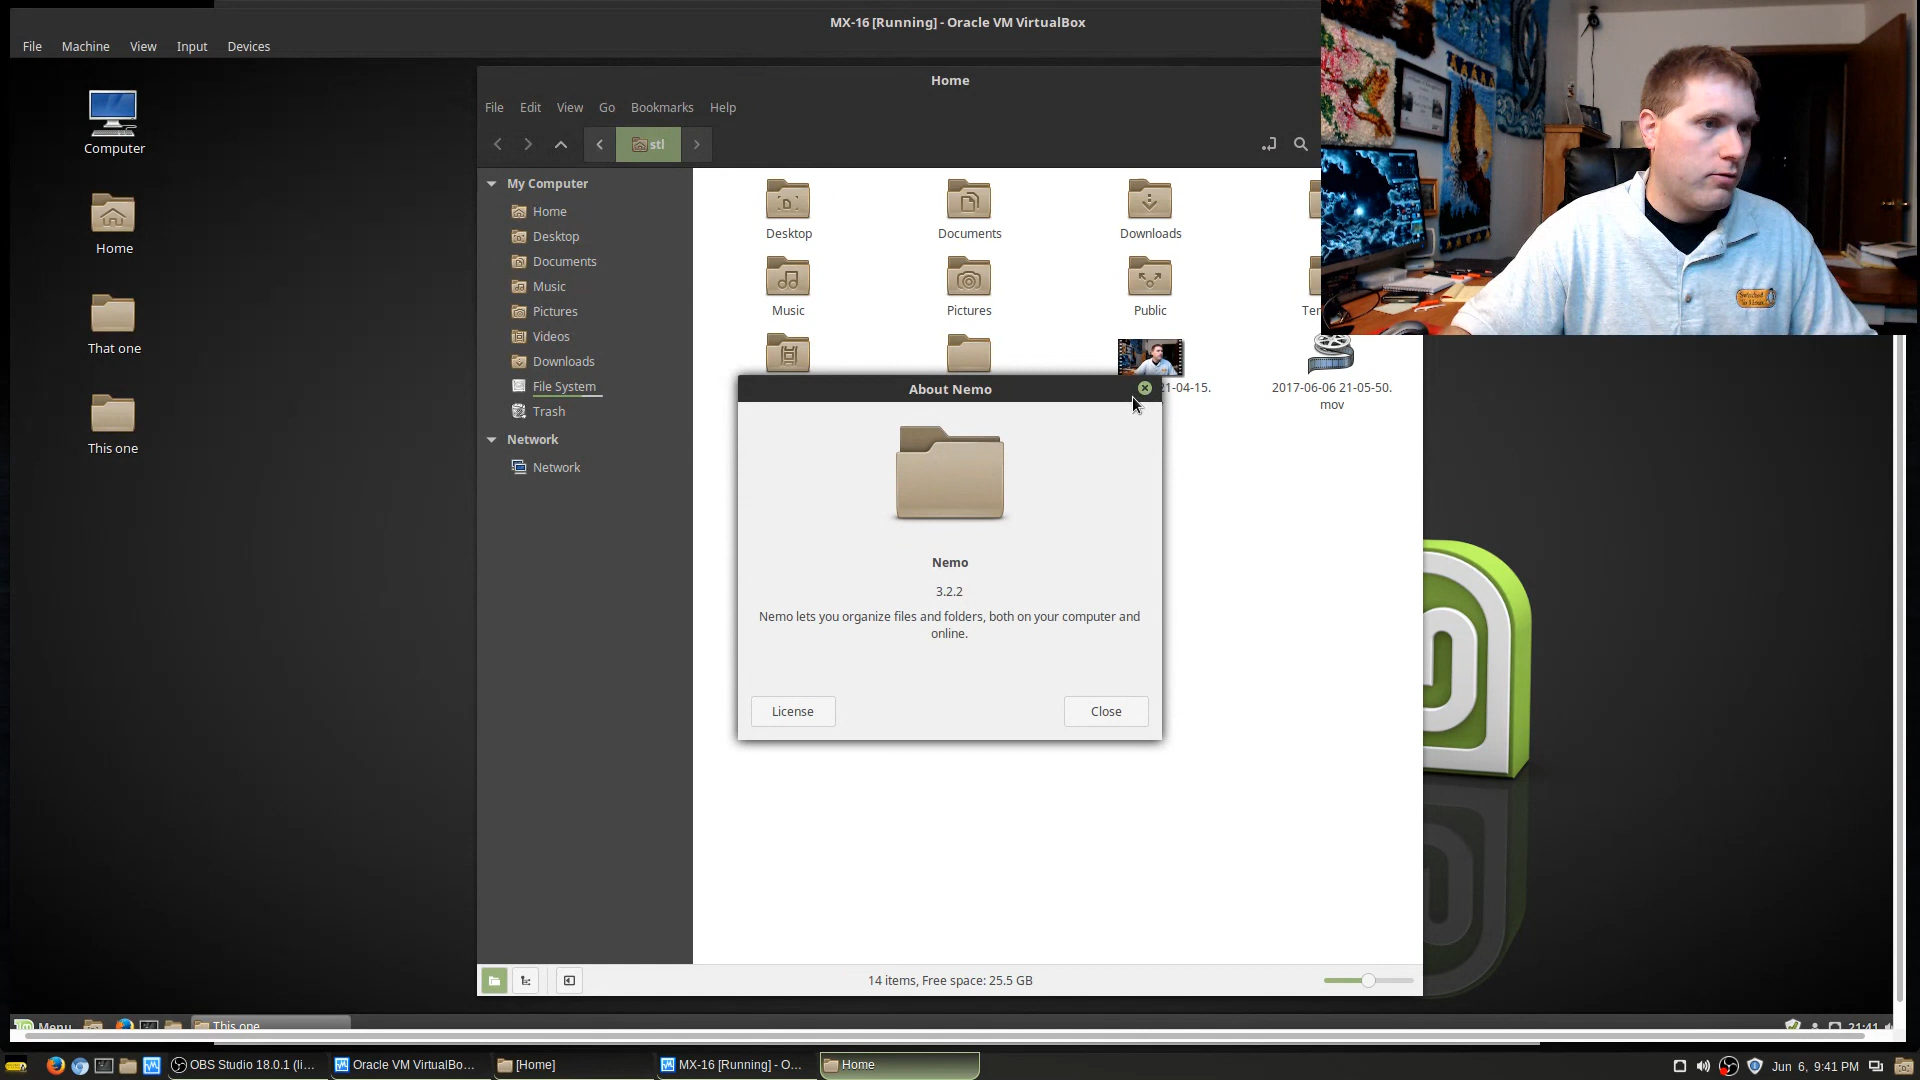 MX-16 [Running] - Oracle VM VirtualBox
File Machine View Input Devices
Computer
Home
That one
This one
Home
File Edit View Go Bookmarks Help
stl
My Computer
Home
Desktop
Documents
Music
Pictures
Videos
Downloads
File System
Trash
Network
Network
Desktop Documents Downloads
Music Pictures Public Ter
21-04-15. 2017-06-06 21-05-50.
mov
About Nemo
Nemo
3.2.2
Nemo lets you organize files and folders, both on your computer and
online.
License Close
14 items, Free space: 25.5 GB
Menu This one 21:41
OBS Studio 18.0.1 (li... Oracle VM VirtualBo... [Home] MX-16 [Running] - O... Home Jun 6, 9:41 PM